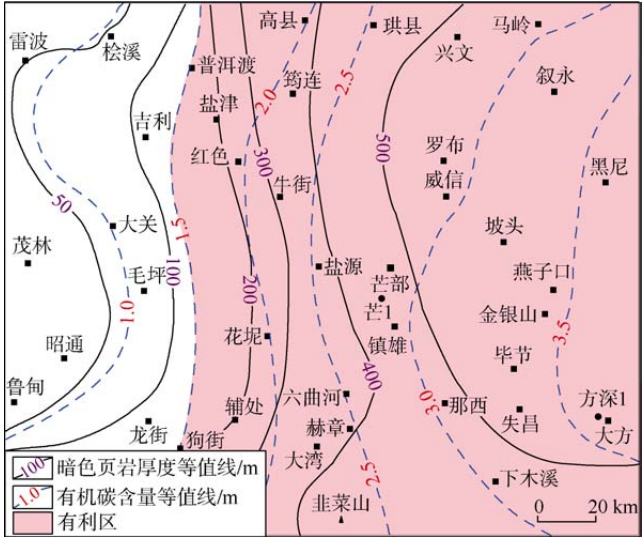 高县
珙县
马岭
雷波
桧溪
兴文
普洱渡
2.5
筠连
2.0
叙永
盐津
吉利
500
红色
300
罗布
牛街
威信
黑尼
50
1.5
大关
坡头
茂林
100
盐源
芒部
燕子口
毛坪
200
芒1
金银山
1.0
镇雄
花坭
3.5
昭通
400
毕节
鲁甸
六曲河
3.0
那西
方深1
龙街
辅处
赫章
失昌
大方
狗街
大湾
100 暗色页岩厚度等值线/m
2.5
下木溪
1.0 有机碳含量等值线/m
韭菜山
0 20 km
有利区